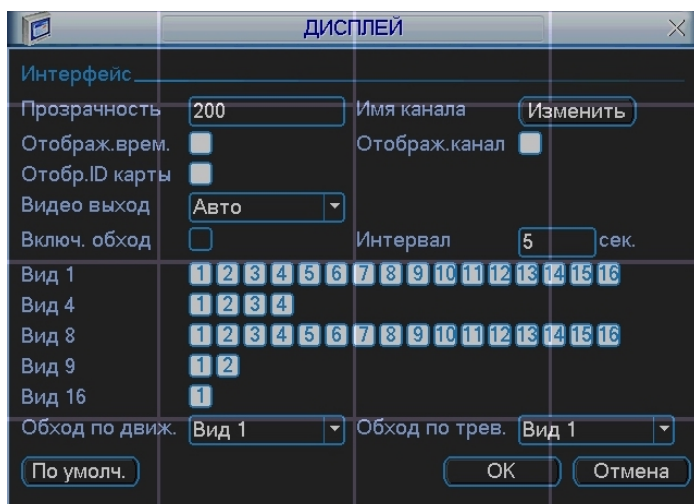 ДИСПЛЕЙ
Интерфейс
Прозрачность 200 Имя канала Изменить
Отображ.врем. Отображ.канал
Отобр.ID карты
Видео выход Авто
Включ. обход Интервал 5 сек.
Вид 1 1 2 3 4 5 6 7 8 9 10 11 12 13 14 15 16
Вид 4 1 2 3 4
Вид 8 1 2 3 4 5 6 7 8 9 10 11 12 13 14 15 16
Вид 9 1 2
Вид 16 1
Обход по движ. Вид 1 Обход по трев. Вид 1
По умолч. OK Отмена